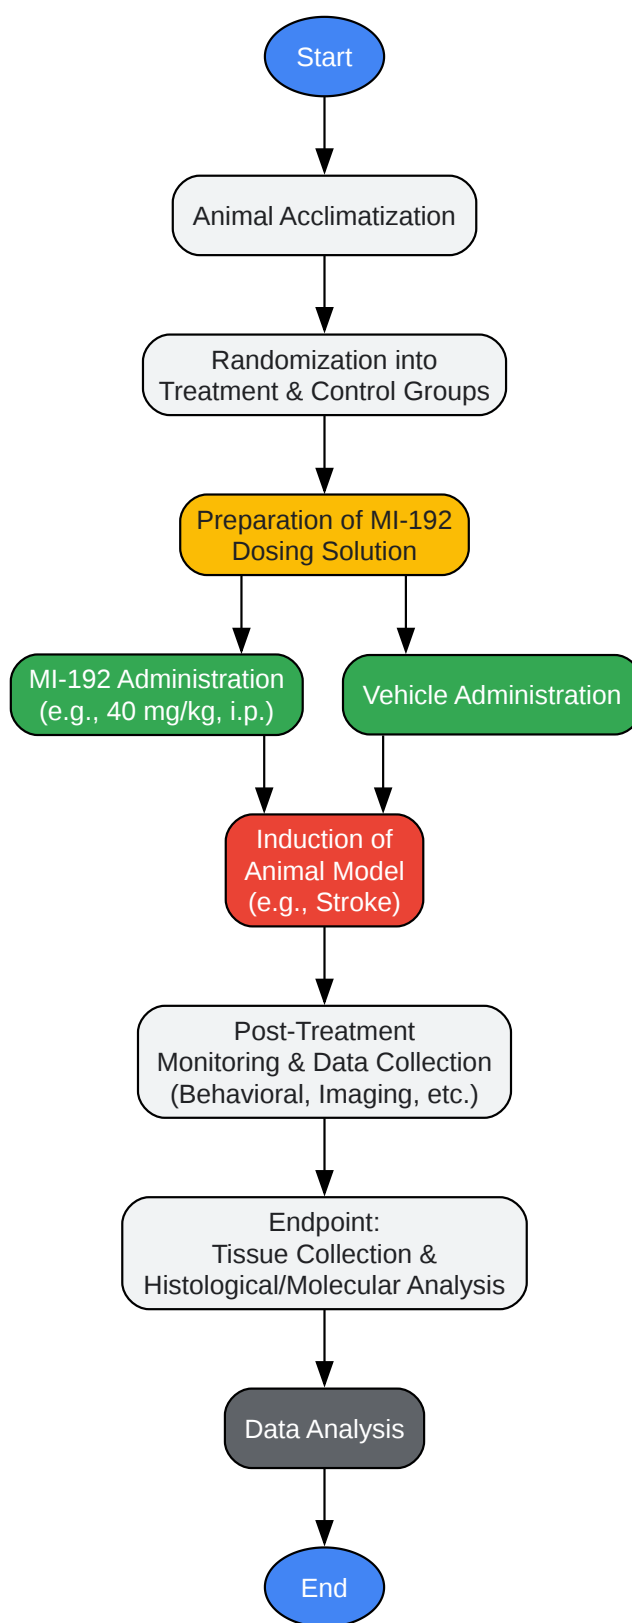 Start
Animal Acclimatization
Randomization into
Treatment & Control Groups
Preparation of MI-192
Dosing Solution
MI-192 Administration
(e.g., 40 mg/kg, i.p.)
Vehicle Administration
Induction of
Animal Model
(e.g., Stroke)
Post-Treatment
Monitoring & Data Collection
(Behavioral, Imaging, etc.)
Endpoint:
Tissue Collection &
Histological/Molecular Analysis
Data Analysis
End